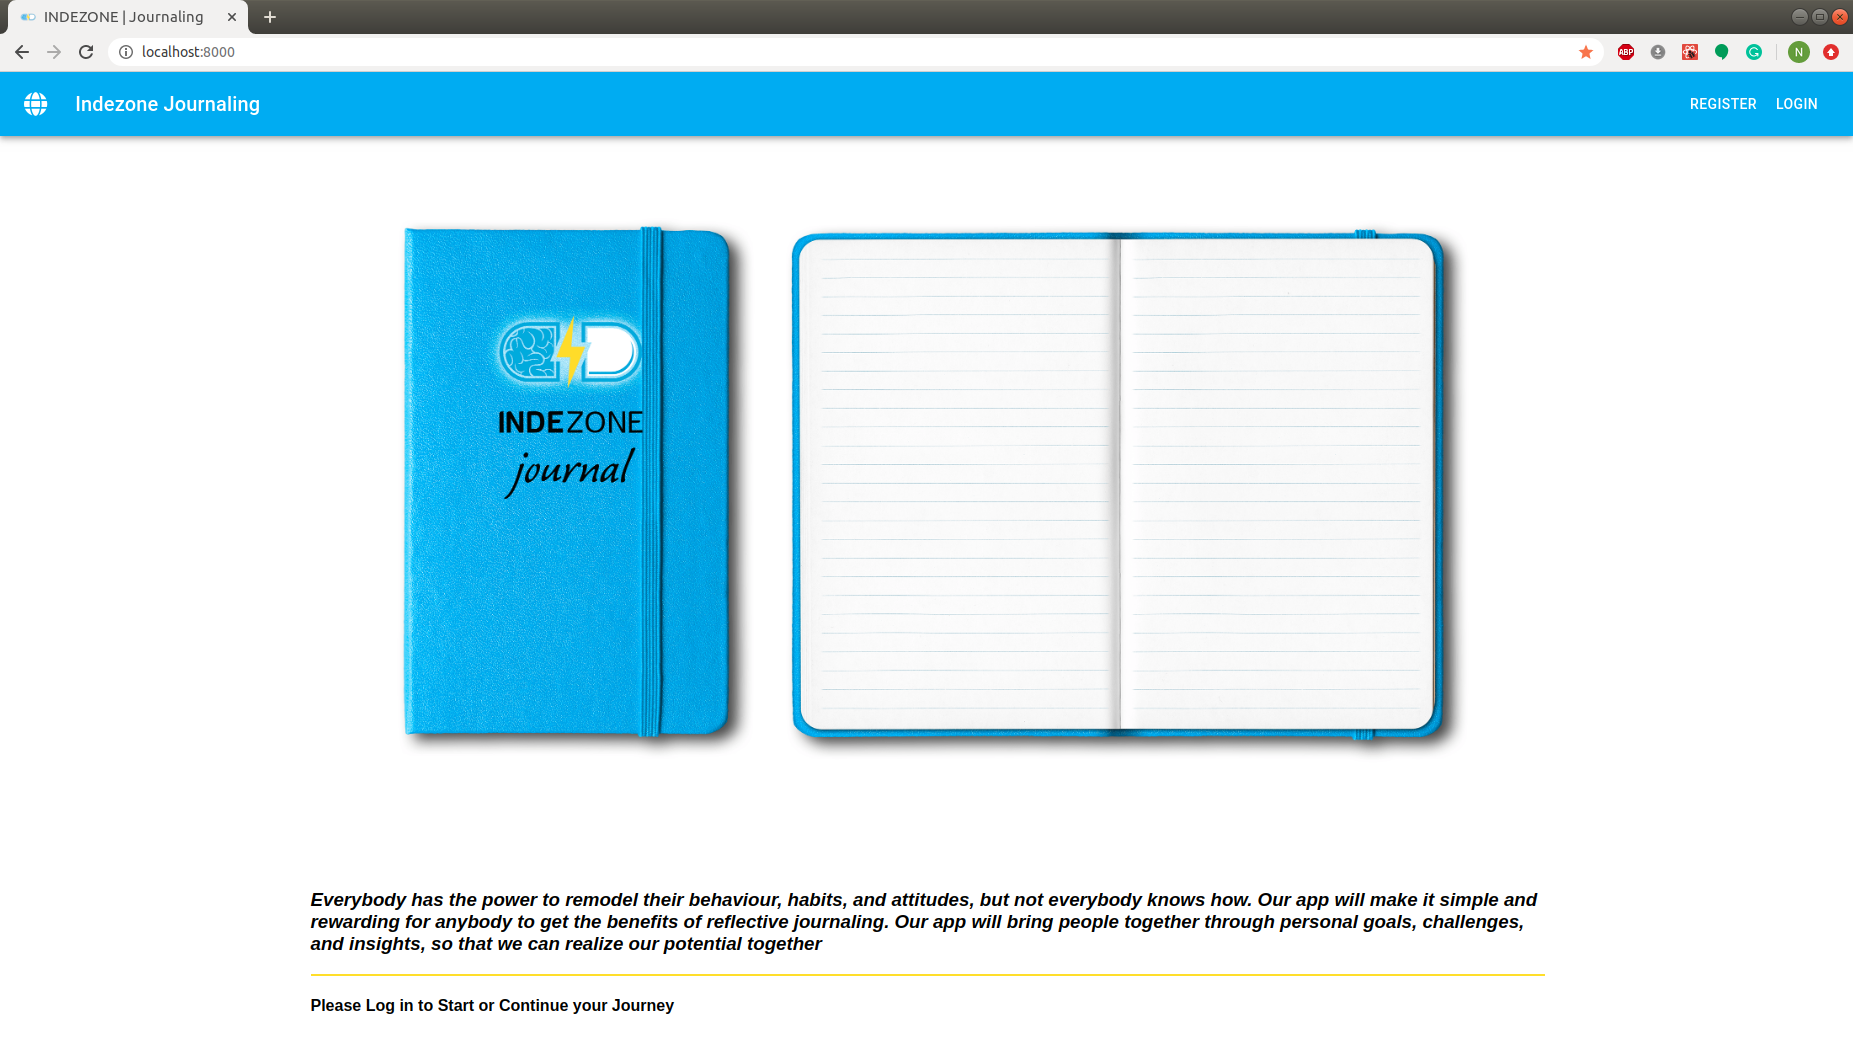 INDEZONE | Journaling
localhost:8000
ABP
G
N
Indezone Journaling
REGISTER
LOGIN
INDEZONE
journal
Everybody has the power to remodel their behaviour, habits, and attitudes, but not everybody knows how. Our app will make it simple and
rewarding for anybody to get the benefits of reflective journaling. Our app will bring people together through personal goals, challenges,
and insights, so that we can realize our potential together
Please Log in to Start or Continue your Journey